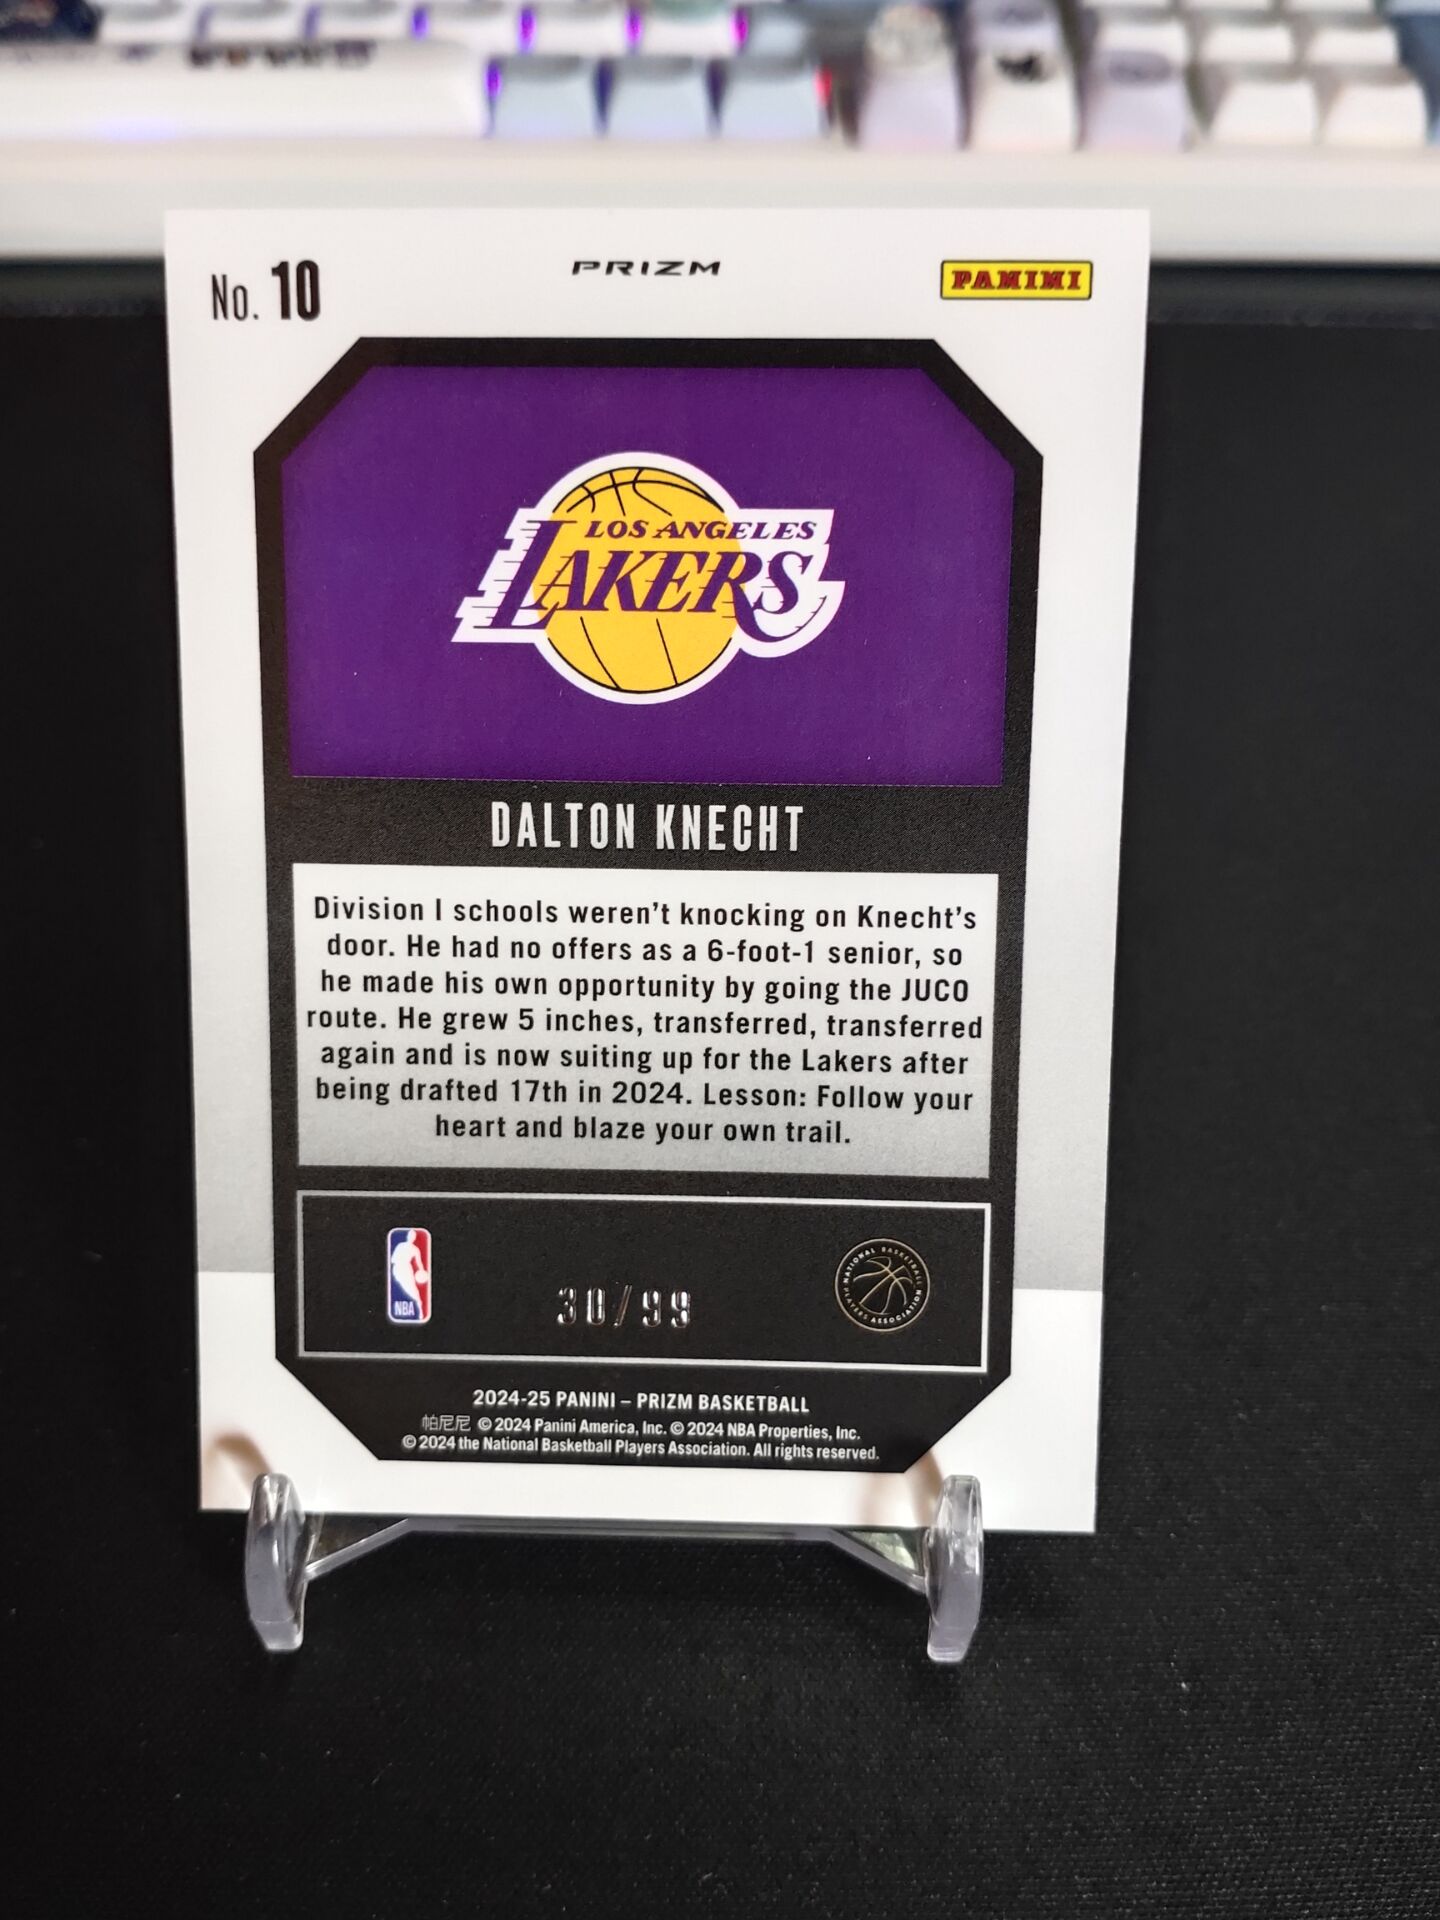 No. 10
PRIZM
PANINI
LOS ANGELES
LAKERS
DALTON KNECHT
Division I schools weren't knocking on Knecht's
door. He had no offers as a 6-foot-1 senior, so
he made his own opportunity by going the JUCO
route. He grew 5 inches, transferred, transferred
again and is now suiting up for the Lakers after
being drafted 17th in 2024. Lesson: Follow your
heart and blaze your own trail.
NBA
30/99
NATIONAL BASKETBALL
PLAYERS ASSOCIATION
2024-25 PANINI – PRIZM BASKETBALL
帕尼尼 © 2024 Panini America, Inc. © 2024 NBA Properties, Inc.
© 2024 the National Basketball Players Association. All rights reserved.